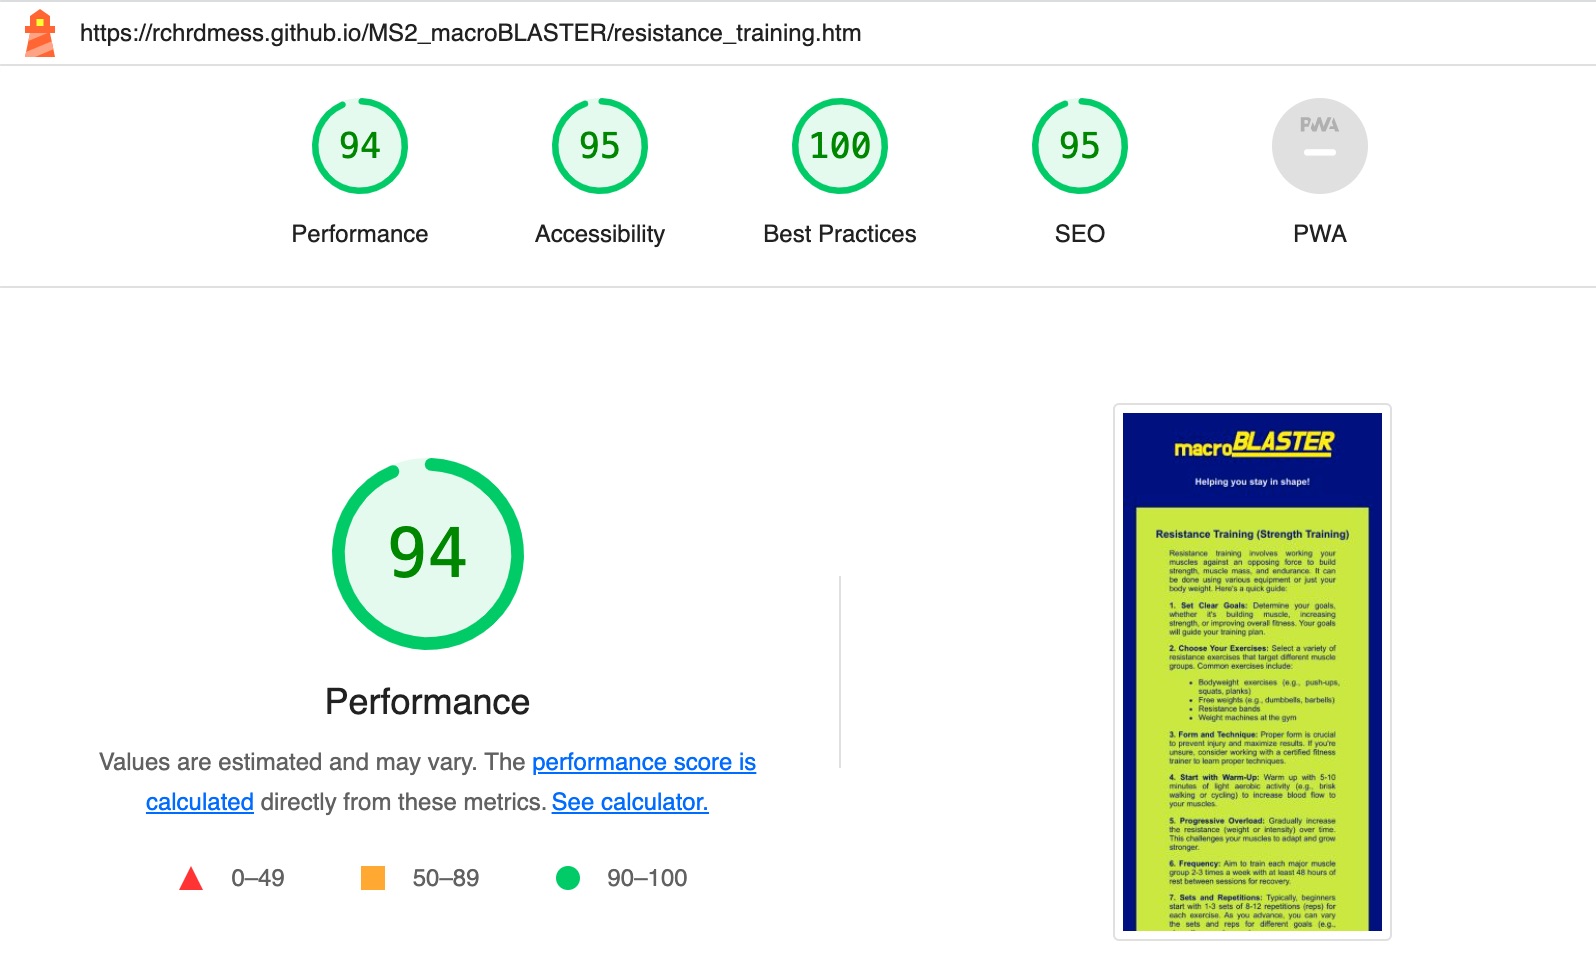 https://rchrdmess.github.io/MS2_macroBLASTER/resistance_training.htm
94
95
100
95
PWA
Performance
Accessibility
Best Practices
SEO
PWA
94
Performance
Values are estimated and may vary. The performance score is
calculated directly from these metrics. See calculator.
0–49
50–89
90–100
macroBLASTER
Helping you stay in shape!
Resistance Training (Strength Training)
Resistance training involves working your
muscles against an opposing force to build
strength, muscle mass, and endurance. It can
be done using various equipment or just your
body weight. Here's a quick guide:
1. Set Clear Goals: Determine your goals,
whether it's building muscle, increasing
strength, or improving overall fitness. Your goals
will guide your training plan.
2. Choose Your Exercises: Select a variety of
resistance exercises that target different muscle
groups. Common exercises include:
• Bodyweight exercises (e.g., push-ups,
squats, planks)
• Free weights (e.g., dumbbells, barbells)
• Resistance bands
• Weight machines at the gym
3. Form and Technique: Proper form is crucial
to prevent injury and maximize results. If you're
unsure, consider working with a certified fitness
trainer to learn proper techniques.
4. Start with Warm-Up: Warm up with 5-10
minutes of light aerobic activity (e.g., brisk
walking or cycling) to increase blood flow to
your muscles.
5. Progressive Overload: Gradually increase
the resistance (weight or intensity) over time.
This challenges your muscles to adapt and grow
stronger.
6. Frequency: Aim to train each major muscle
group 2-3 times a week with at least 48 hours of
rest between sessions for recovery.
7. Sets and Repetitions: Typically, beginners
start with 1-3 sets of 8-12 repetitions (reps) for
each exercise. As you advance, you can vary
the sets and reps for different goals (e.g.,